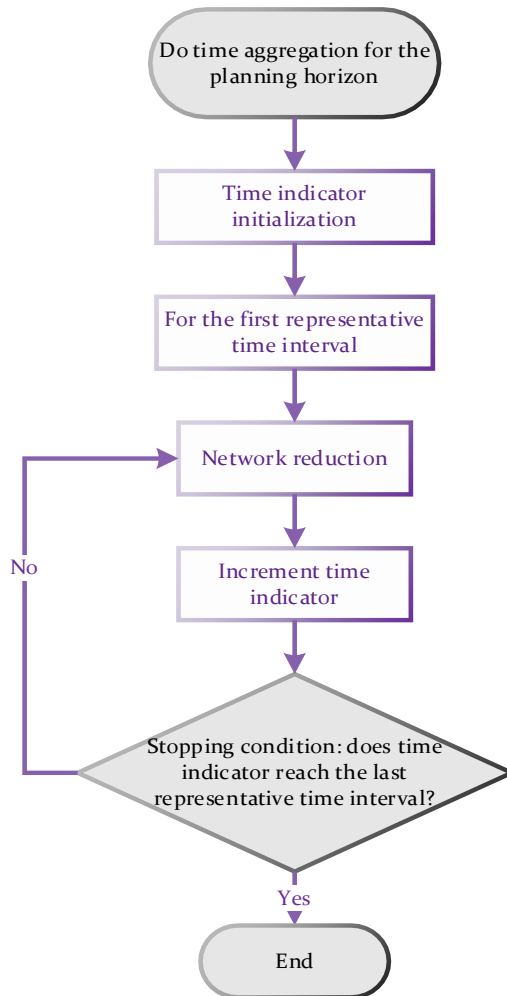 Do time aggregation for the
planning horizon
Time indicator
initialization
For the first representative
time interval
Network reduction
No
Increment time
indicator
Stopping condition: does time
indicator reach the last
representative time interval?
Yes
End